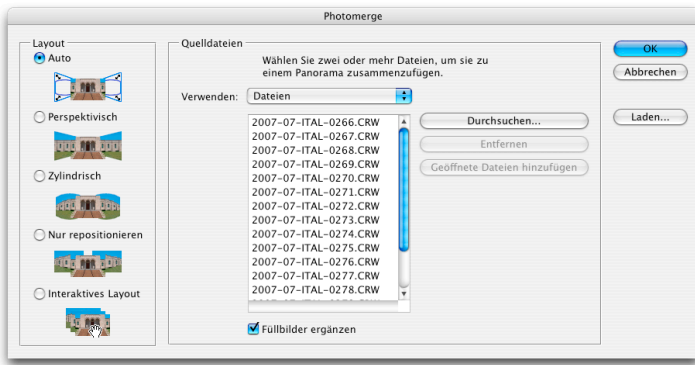 Photomerge
Layout
Auto
Perspektivisch
Zylindrisch
Nur repositionieren
Interaktives Layout
Quelldateien
Wählen Sie zwei oder mehr Dateien, um sie zu
einem Panorama zusammenzufügen.
Verwenden: Dateien
2007-07-ITAL-0266.CRW
2007-07-ITAL-0267.CRW
2007-07-ITAL-0268.CRW
2007-07-ITAL-0269.CRW
2007-07-ITAL-0270.CRW
2007-07-ITAL-0271.CRW
2007-07-ITAL-0272.CRW
2007-07-ITAL-0273.CRW
2007-07-ITAL-0274.CRW
2007-07-ITAL-0275.CRW
2007-07-ITAL-0276.CRW
2007-07-ITAL-0277.CRW
2007-07-ITAL-0278.CRW
Füllbilder ergänzen
Durchsuchen...
Entfernen
Geöffnete Dateien hinzufügen
OK
Abbrechen
Laden...